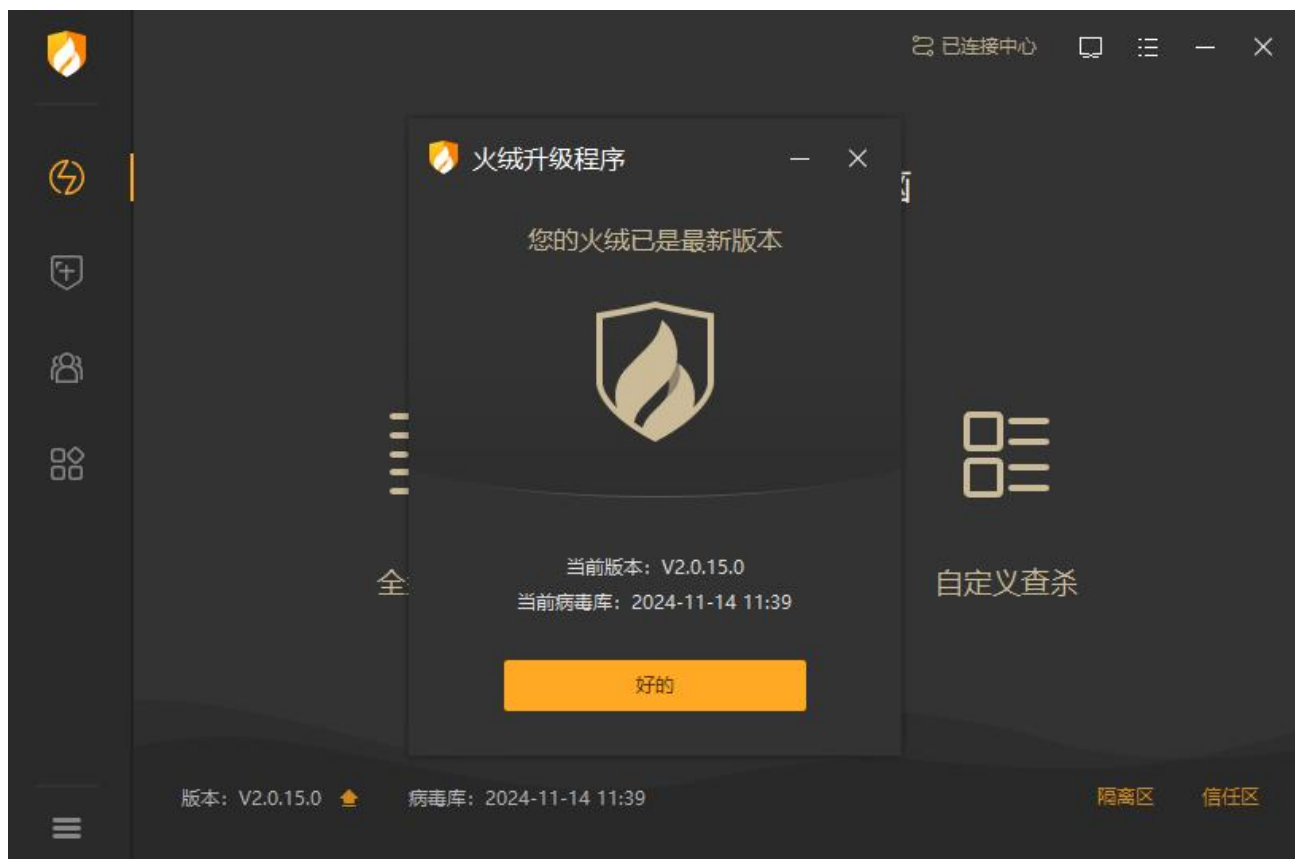 已连接中心
火绒升级程序
您的火绒已是最新版本
当前版本：V2.0.15.0
当前病毒库：2024-11-14 11:39
全
自定义查杀
好的
版本：V2.0.15.0
病毒库：2024-11-14 11:39
隔离区
信任区